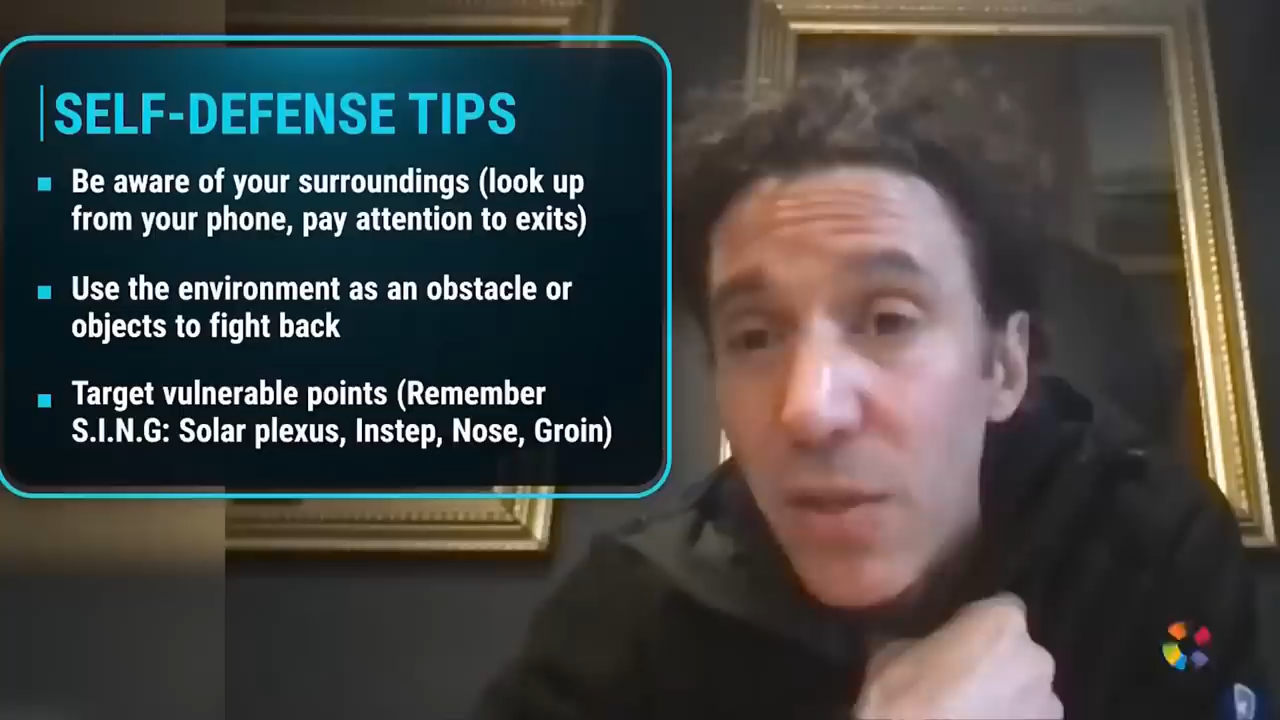 SELF-DEFENSE TIPS
Be aware of your surroundings (look up
from your phone, pay attention to exits)
Use the environment as an obstacle or
objects to fight back
Target vulnerable points (Remember
S.I.N.G: Solar plexus, Instep, Nose, Groin)